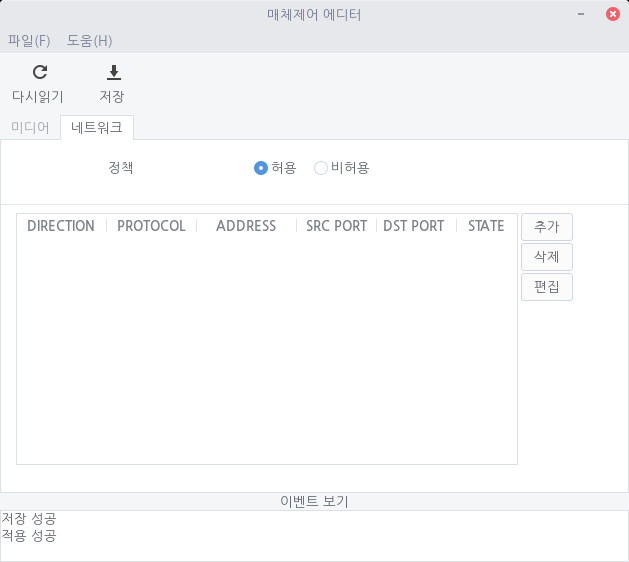 매체제어 에디터
파일(F) 도움(H)
다시읽기 저장
미디어 네트워크
정책 허용 비허용
DIRECTION PROTOCOL ADDRESS SRC PORT DST PORT STATE
추가
삭제
편집
이벤트 보기
저장 성공
적용 성공